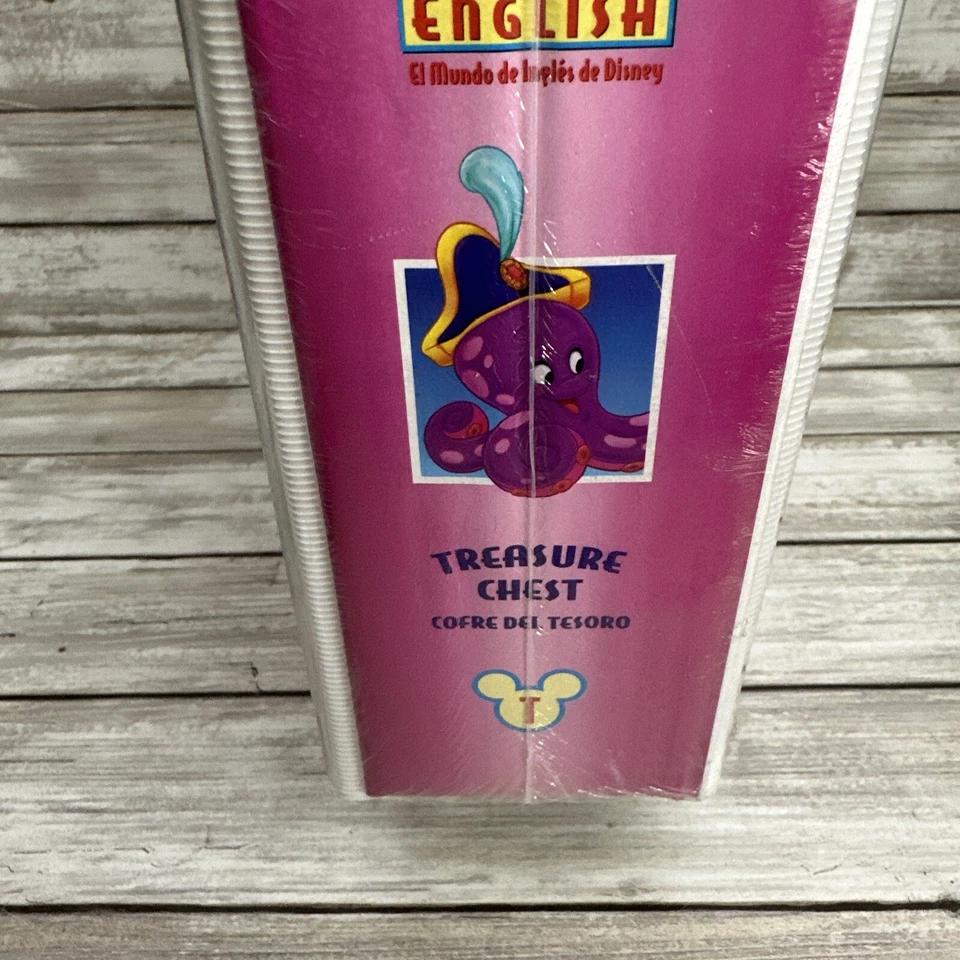 ENGLISH
El Mundo de Inglés de Disney
TREASURE
CHEST
COFRE DEL TESORO
T